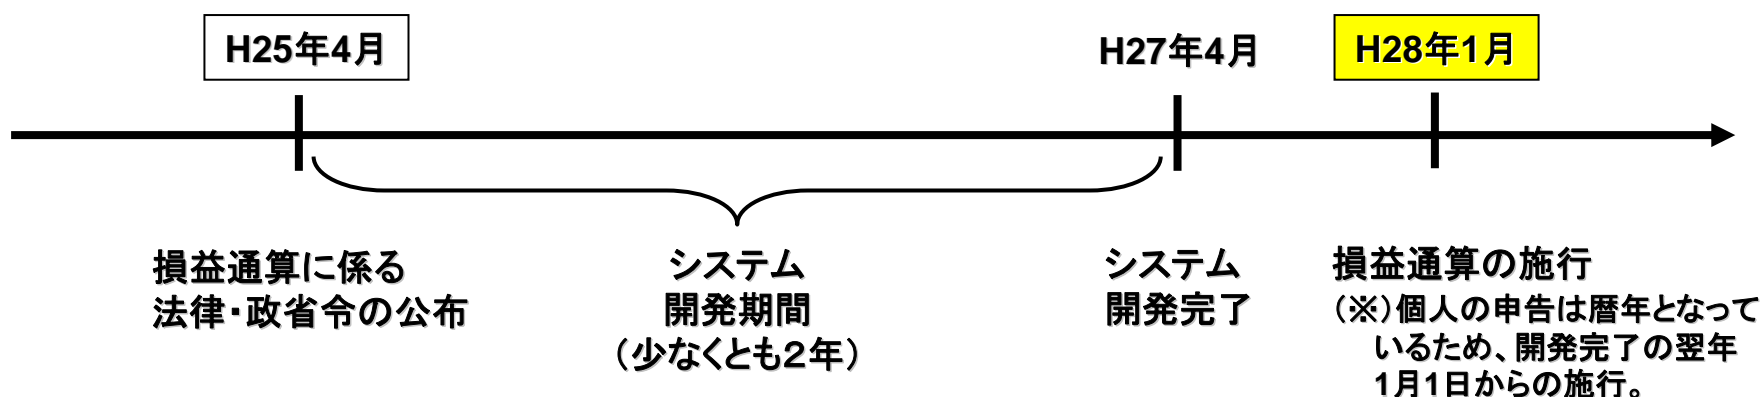 H25年4月
H27年4月
H28年1月
損益通算に係る
法律・政省令の公布
システム
開発期間
（少なくとも２年）
システム
開発完了
損益通算の施行
（※）個人の申告は暦年となって
いるため、開発完了の翌年
1月1日からの施行。